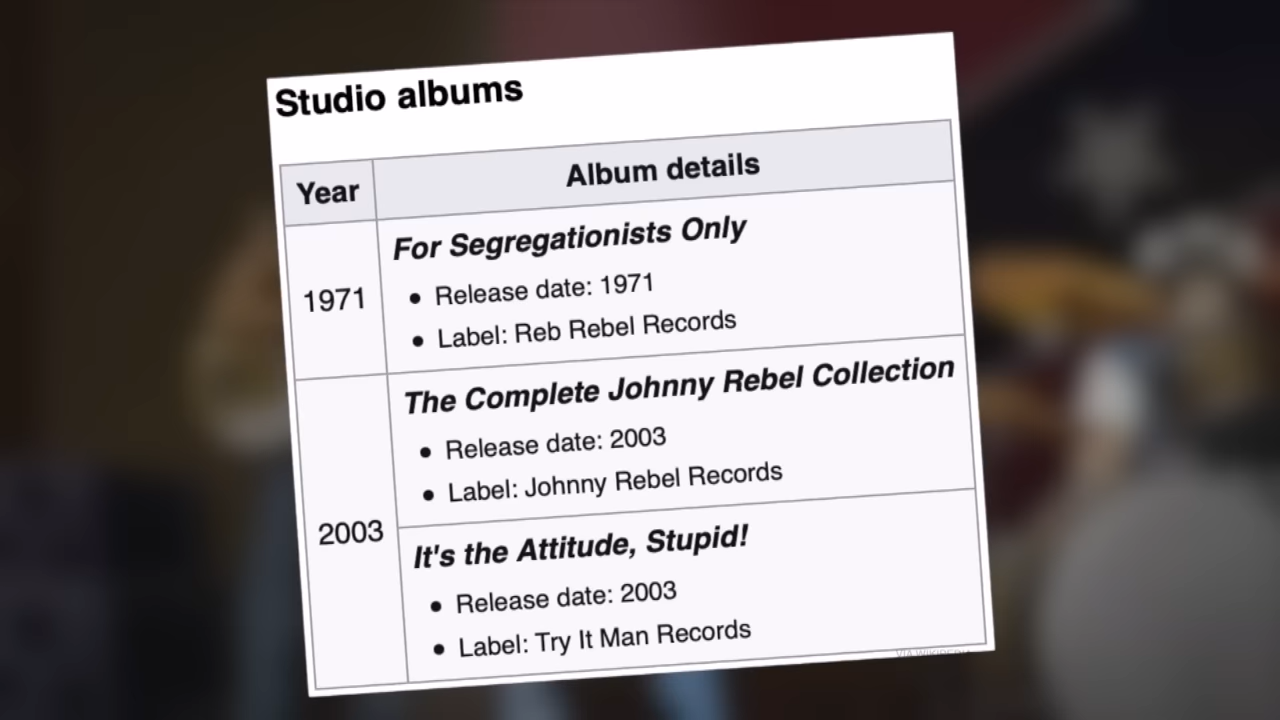 Studio albums
Year Album details
1971
For Segregationists Only
• Release date: 1971
• Label: Reb Rebel Records
2003
The Complete Johnny Rebel Collection
• Release date: 2003
• Label: Johnny Rebel Records
It's the Attitude, Stupid!
• Release date: 2003
• Label: Try It Man Records
VIA WIKIPEDIA